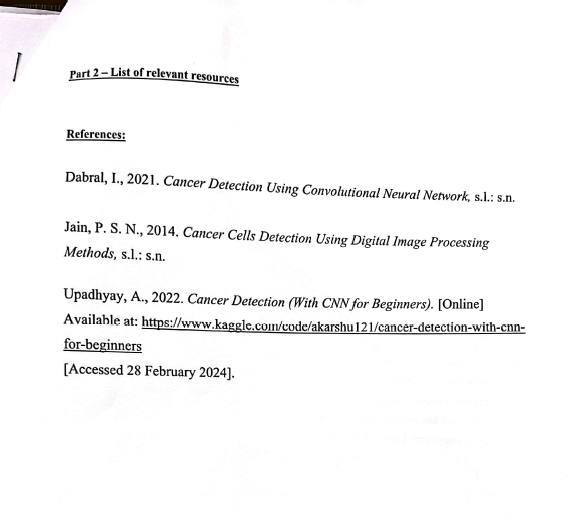 Part 2 – List of relevant resources
References:
Dabral, I., 2021. Cancer Detection Using Convolutional Neural Network, s.l.: s.n.
Jain, P. S. N., 2014. Cancer Cells Detection Using Digital Image Processing
Methods, s.l.: s.n.
Upadhyay, A., 2022. Cancer Detection (With CNN for Beginners). [Online]
Available at: https://www.kaggle.com/code/akarshu121/cancer-detection-with-cnn-
for-beginners
[Accessed 28 February 2024].